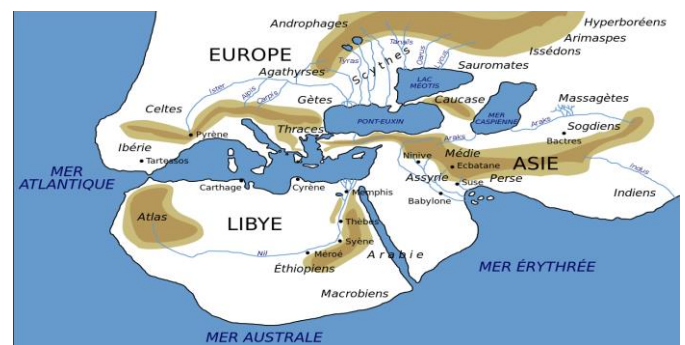 Androphages
Hyperboréens
Arimaspes
Issédons
EUROPE
Tanaïs
Oarus
Lycus
Tyras
Scythes
Sauromates
Agathyrses
Ister
Alpis
Carpis
LAC
MÉOTIS
Massagètes
Celtes
Gètes
Caucase
MER
CASPIENNE
Araks
Sogdiens
Pyrène
Thraces
PONT-EUXIN
Araks
Bactres
Ibérie
Tartessos
Ninive
Médie
Ecbatane
ASIE
MER
ATLANTIQUE
Carthage
Cyrène
Memphis
Assyrie
Suse
Perse
Indus
Indiens
Babylone
Atlas
LIBYE
Thèbes
Syène
Nil
Méroé
Arabie
Éthiopiens
MER ÉRYTHRÉE
Macrobiens
MER AUSTRALE